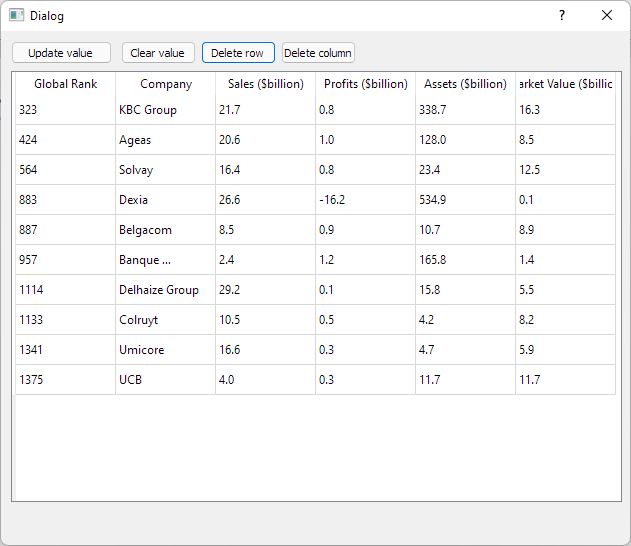 Dialog ?
Update value Clear value Delete row Delete column
Global Rank Company Sales ($billion) Profits ($billion) Assets ($billion) arket Value ($billic
323 KBC Group 21.7 0.8 338.7 16.3
424 Ageas 20.6 1.0 128.0 8.5
564 Solvay 16.4 0.8 23.4 12.5
883 Dexia 26.6 -16.2 534.9 0.1
887 Belgacom 8.5 0.9 10.7 8.9
957 Banque ... 2.4 1.2 165.8 1.4
1114 Delhaize Group 29.2 0.1 15.8 5.5
1133 Colruyt 10.5 0.5 4.2 8.2
1341 Umicore 16.6 0.3 4.7 5.9
1375 UCB 4.0 0.3 11.7 11.7